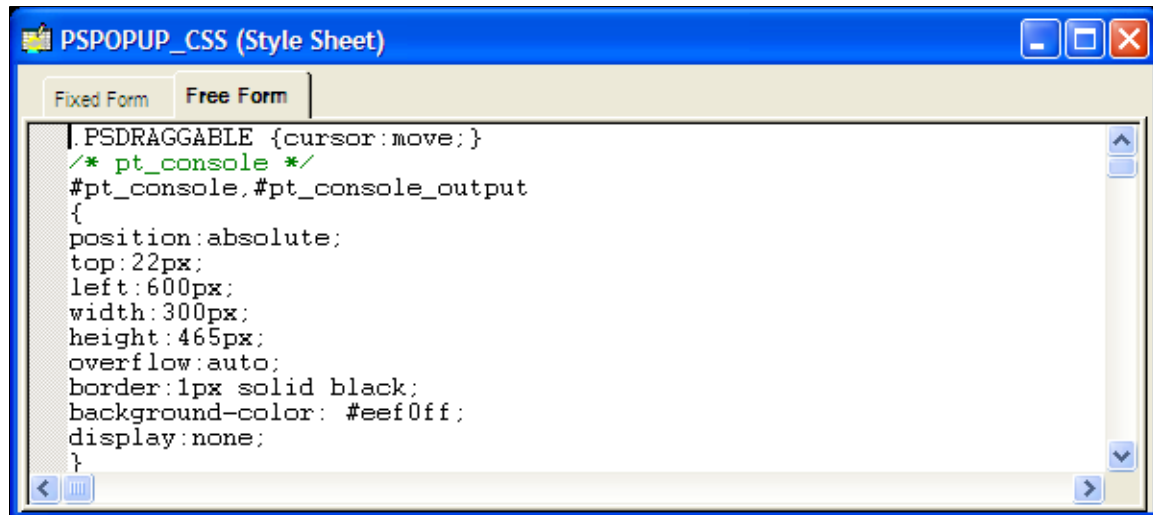 PSPOPUP_CSS (Style Sheet)
Fixed Form Free Form
.PSDRAGGABLE {cursor:move;}
/* pt_console */
#pt_console,#pt_console_output
{
position:absolute;
top:22px;
left:600px;
width:300px;
height:465px;
overflow:auto;
border:1px solid black;
background-color: #eef0ff;
display:none;
}